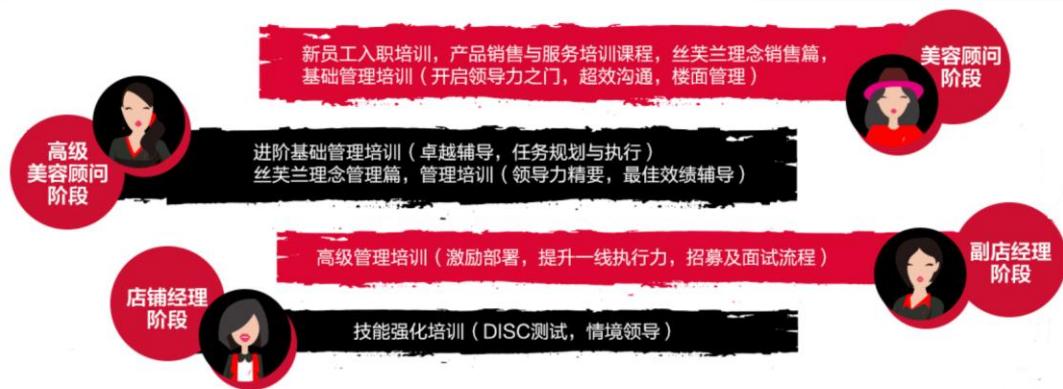 新员工入职培训，产品销售与服务培训课程，丝芙兰理念销售篇，
基础管理培训（开启领导力之门，超效沟通，楼面管理）
美容顾问
阶段
高级
美容顾问
阶段
进阶基础管理培训（卓越辅导，任务规划与执行）
丝芙兰理念管理篇，管理培训（领导力精要，最佳效绩辅导）
高级管理培训（激励部署，提升一线执行力，招募及面试流程）
副店经理
阶段
店铺经理
阶段
技能强化培训（DISC测试，情境领导）